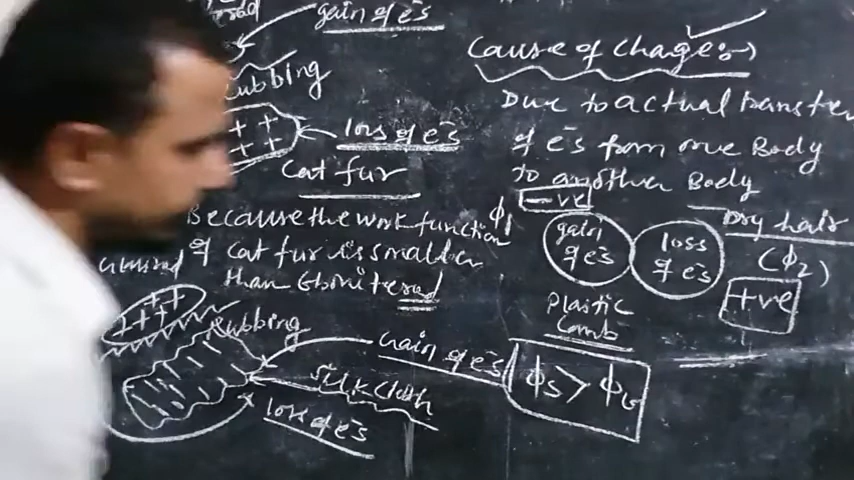 gain of e⁻s
Rubbing
++
++
loss of e⁻s
Cat fur
Because the work function
of cat fur is smaller
than Ebonite rod
+++
+++
Rubbing
gain of e⁻s
silk cloth
loss of e⁻s
Cause of charge:→
Due to actual transfer
of e⁻s from one Body
to another Body
-ve
ϕ1
gain
of e⁻s
loss
of e⁻s
Dry hair
(ϕ2)
+ve
Plastic
Comb
ϕs > ϕG